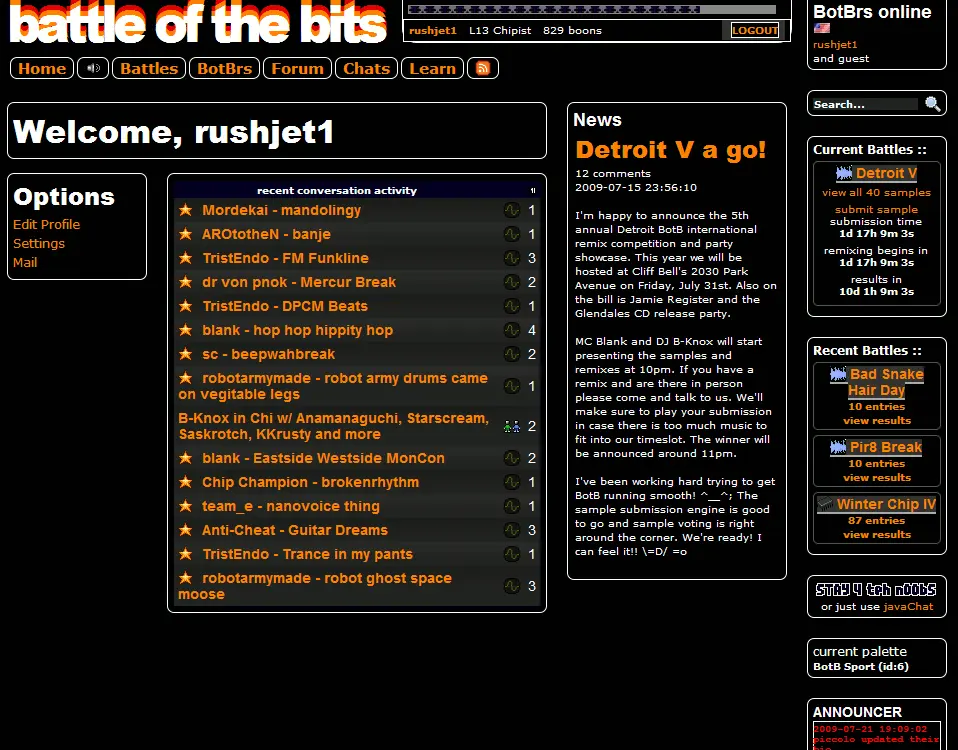 battle of the bits
rushjet1 L13 Chipist 829 boons LOGOUT
Home Battles BotBrs Forum Chats Learn
Welcome, rushjet1
Options
Edit Profile
Settings
Mail
recent conversation activity
Mordekai - mandolingy 1
AROtotheN - banje 1
TristEndo - FM Funkline 3
dr von pnok - Mercur Break 2
TristEndo - DPCM Beats 1
blank - hop hop hippity hop 4
sc - beepwahbreak 2
robotarmymade - robot army drums came
on vegitable legs 1
B-Knox in Chi w/ Anamanaguchi, Starscream,
Saskrotch, KKrusty and more 2
blank - Eastside Westside MonCon 2
Chip Champion - brokenrhythm 1
team_e - nanovoice thing 1
Anti-Cheat - Guitar Dreams 3
TristEndo - Trance in my pants 1
robotarmymade - robot ghost space
moose 3
News
Detroit V a go!
12 comments
2009-07-15 23:56:10
I'm happy to announce the 5th
annual Detroit BotB international
remix competition and party
showcase. This year we will be
hosted at Cliff Bell's 2030 Park
Avenue on Friday, July 31st. Also on
the bill is Jamie Register and the
Glendales CD release party.
MC Blank and DJ B-Knox will start
presenting the samples and
remixes at 10pm. If you have a
remix and are there in person
please come and talk to us. We'll
make sure to play your submission
in case there is too much music to
fit into our timeslot. The winner will
be announced around 11pm.
I've been working hard trying to get
BotB running smooth! ^__^; The
sample submission engine is good
to go and sample voting is right
around the corner. We're ready! I
can feel it!! \=D/ =o
BotBrs online
rushjet1
and guest
Search...
Current Battles ::
Detroit V
view all 40 samples
submit sample
submission time
1d 17h 9m 3s
remixing begins in
1d 17h 9m 3s
results in
10d 1h 9m 3s
Recent Battles ::
Bad Snake
Hair Day
10 entries
view results
Pir8 Break
10 entries
view results
Winter Chip IV
87 entries
view results
STAY 4 teh n00bs
or just use javaChat
current palette
BotB Sport (id:6)
ANNOUNCER
2009-07-21 19:09:02
piccolo updated their
bio